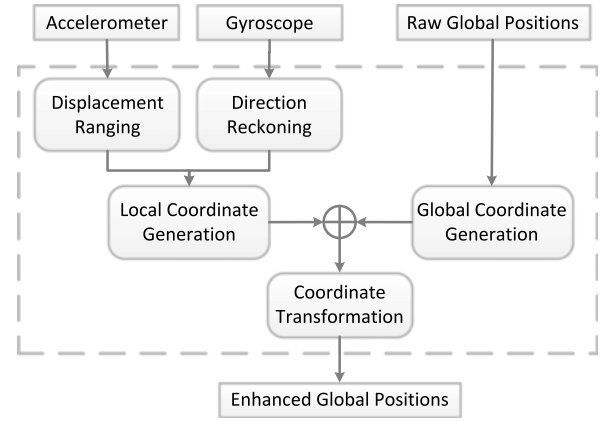 Accelerometer
Gyroscope
Raw Global Positions
Displacement
Ranging
Direction
Reckoning
Local Coordinate
Generation
Global Coordinate
Generation
Coordinate
Transformation
Enhanced Global Positions